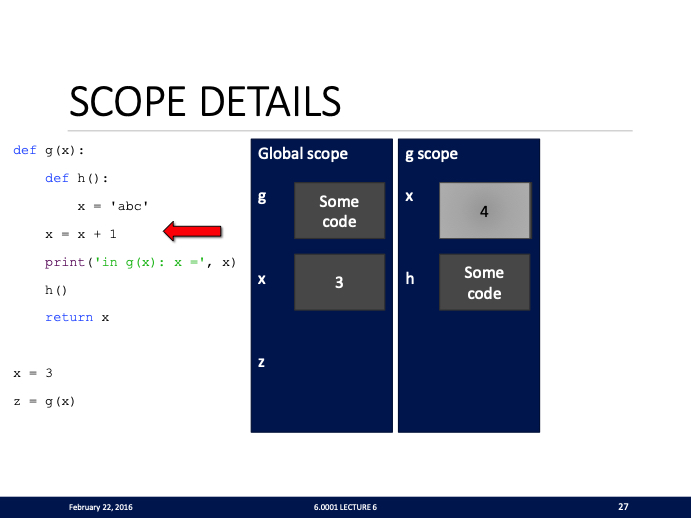 SCOPE DETAILS
def g(x):
    def h():
        x = 'abc'
    x = x + 1
    print('in g(x): x =', x)
    h()
    return x
x = 3
z = g(x)
Global scope
g
Some
code
x
3
z
g scope
x
4
h
Some
code
February 22, 2016
6.0001 LECTURE 6
27